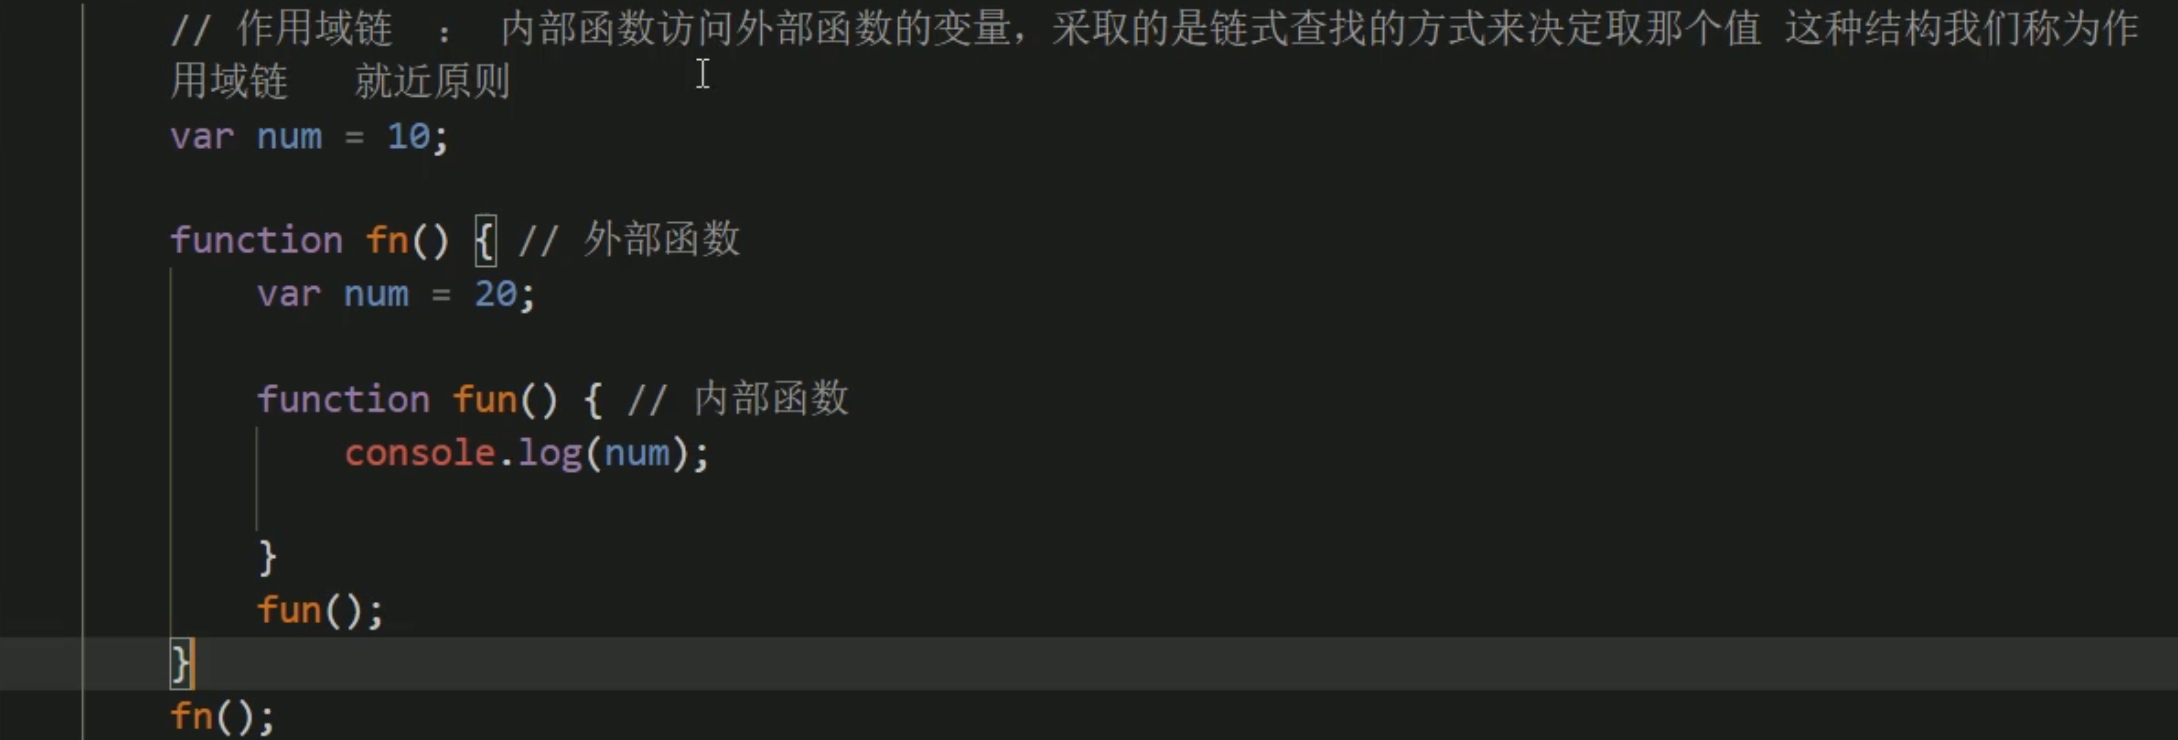 // 作用域链 ： 内部函数访问外部函数的变量，采取的是链式查找的方式来决定取那个值 这种结构我们称为作
用域链 就近原则
var num = 10;
function fn() { // 外部函数
var num = 20;
function fun() { // 内部函数
console.log(num);
}
fun();
}
fn();